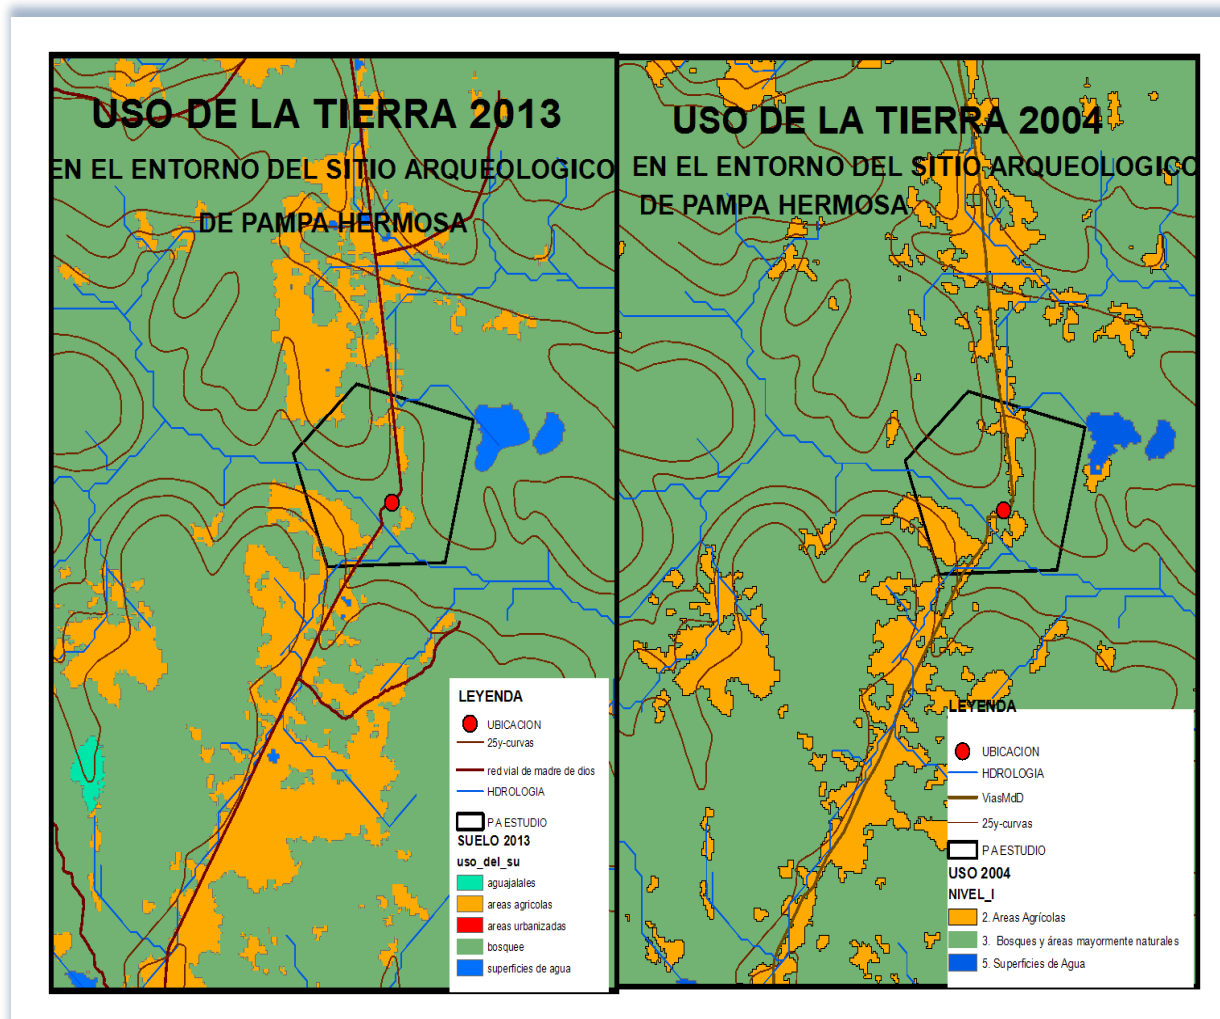 USO DE LA TIERRA 2013
EN EL ENTORNO DEL SITIO ARQUEOLOGICO
DE PAMPA HERMOSA
LEYENDA
UBICACION
25y-curvas
red vial de madre de dios
HDROLOGIA
P A ESTUDIO
SUELO 2013
uso_del_su
aguajalales
areas agricolas
areas urbanizadas
bosquee
superficies de agua
USO DE LA TIERRA 2004
EN EL ENTORNO DEL SITIO ARQUEOLOGICO
DE PAMPA HERMOSA
LEYENDA
UBICACION
HDROLOGIA
ViasMdD
25y-curvas
P A ESTUDIO
USO 2004
NIVEL_I
2. Areas Agrícolas
3. Bosques y áreas mayormente naturales
5. Superficies de Agua